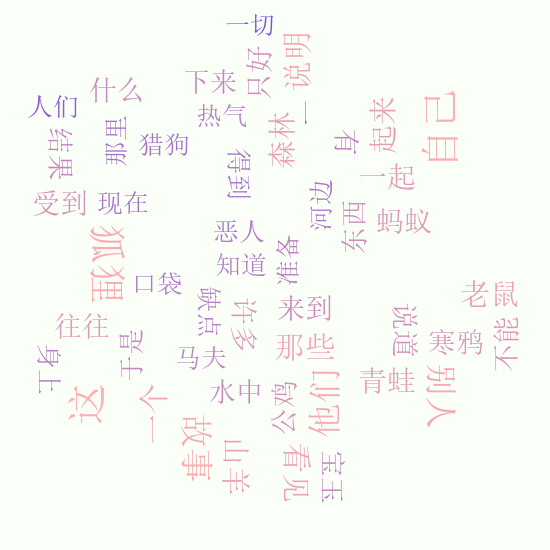 一切
只好
说明
下来
什么
人们
热气
一
森林
起来
自己
结果
那里
猎狗
有
得到
一起
受到
现在
河边
东西
蚂蚁
狐狸
恶人
知道
准备
口袋
缺点
许多
来到
老鼠
往往
于是
身上
马夫
那些
说道
寒鸦
不能
这
一个
水中
公鸡
他们
青蛙
别人
故事
山羊
看见
宝玉